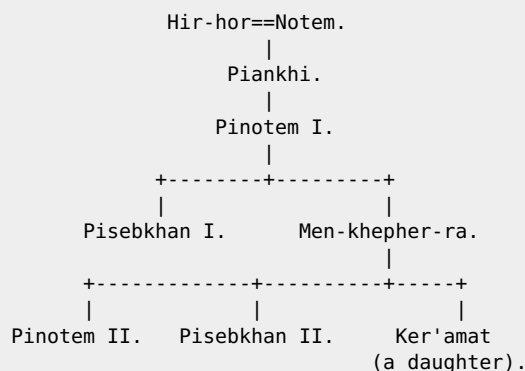 Hir-hor==Notem.
|
Piankhi.
|
Pinotem I.
|
+--------+---------+
|                  |
Pisebkhan I.    Men-khepher-ra.
|
+-------------+----------+-----+
|             |                |
Pinotem II.  Pisebkhan II.   Ker'amat
(a daughter).